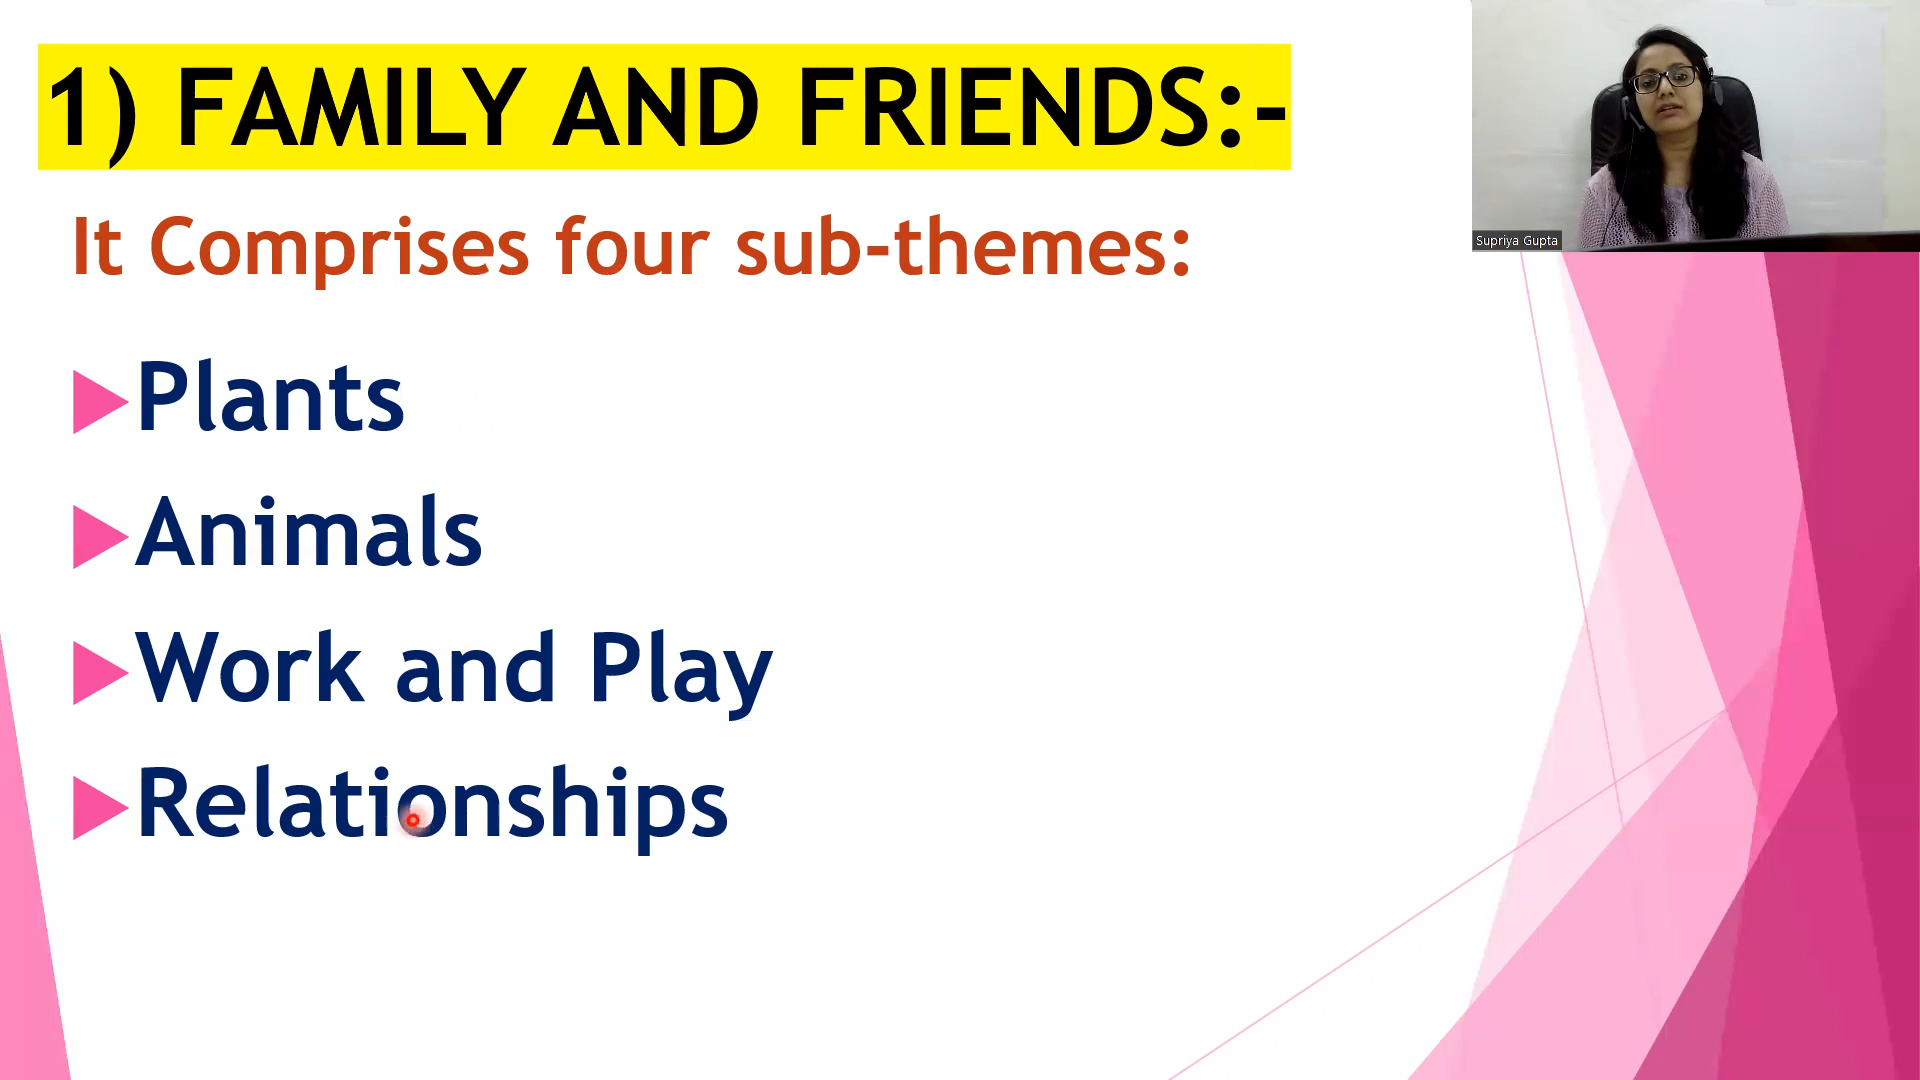 1) FAMILY AND FRIENDS:-
It Comprises four sub-themes:
Plants
Animals
Work and Play
Relationships
Supriya Gupta